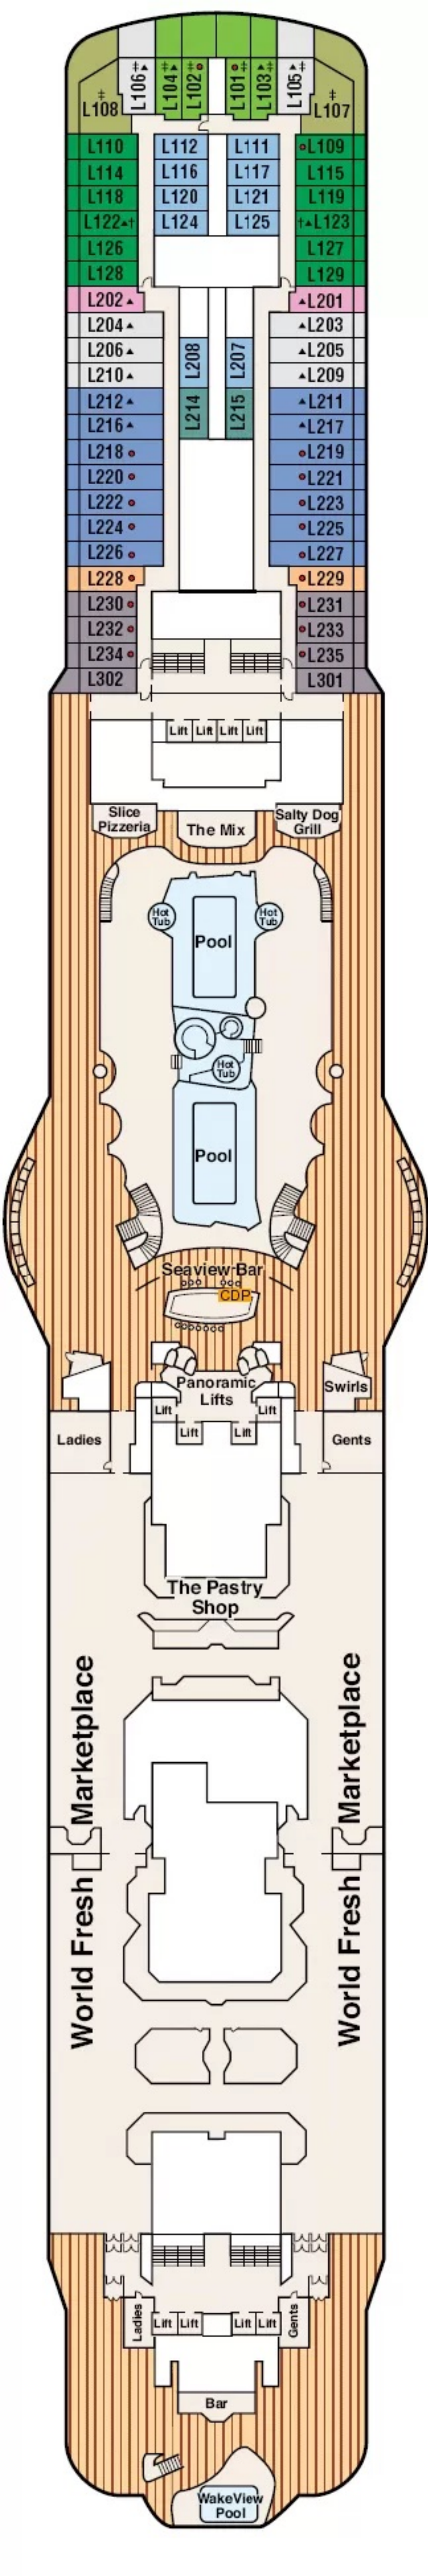 L106 ‡▲ L104 ‡▲ L102 ‡● L101 ‡● L103 ‡▲ L105 ‡▲
‡ L108 ‡ L107
L110 L112 L111 ●L109
L114 L116 L117 L115
L118 L120 L121 L119
L122▲† L124 L125 †▲L123
L126 L127
L128 L129
L202▲ ▲L201
L204▲ ▲L203
L206▲ L208 L207 ▲L205
L210▲ ▲L209
L212▲ L214 L215 ▲L211
L216▲ ▲L217
L218● ●L219
L220● L221
L222● L223
L224● L225
L226● ●L227
L228● ●L229
L230● ●L231
L232● ●L233
L234● ●L235
L302 L301
Lift Lift Lift Lift
Slice
Pizzeria
The Mix
Salty Dog
Grill
Hot
Tub
Hot
Tub
Pool
Hot
Tub
Pool
Seaview Bar
CDP
Panoramic
Lifts
Swirls
Lift Lift
Lift Lift
Ladies Gents
The Pastry
Shop
World Fresh Marketplace
World Fresh Marketplace
Ladies Lift Lift Lift Lift Gents
Bar
WakeView
Pool